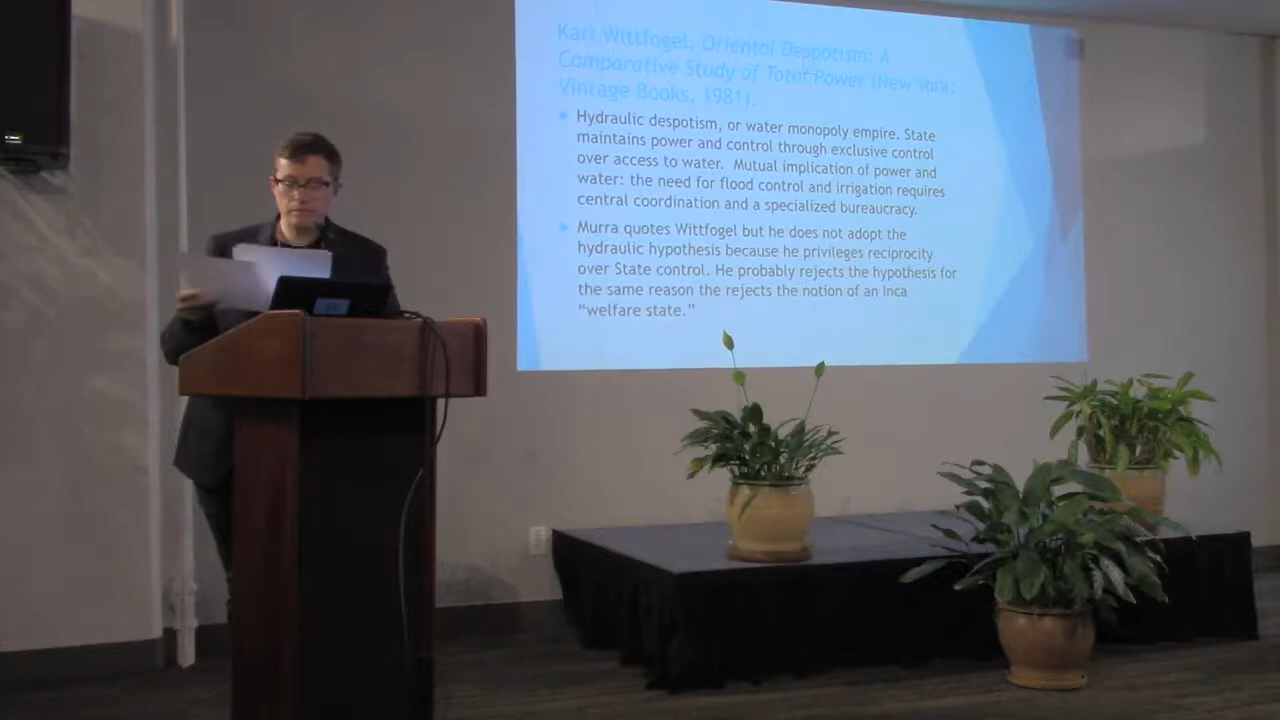 Karl Wittfogel, Oriental Despotism: A
Comparative Study of Total Power (New York:
Vintage Books, 1981).
Hydraulic despotism, or water monopoly empire. State
maintains power and control through exclusive control
over access to water. Mutual implication of power and
water: the need for flood control and irrigation requires
central coordination and a specialized bureaucracy.
Murra quotes Wittfogel but he does not adopt the
hydraulic hypothesis because he privileges reciprocity
over State control. He probably rejects the hypothesis for
the same reason the rejects the notion of an Inca
“welfare state.”